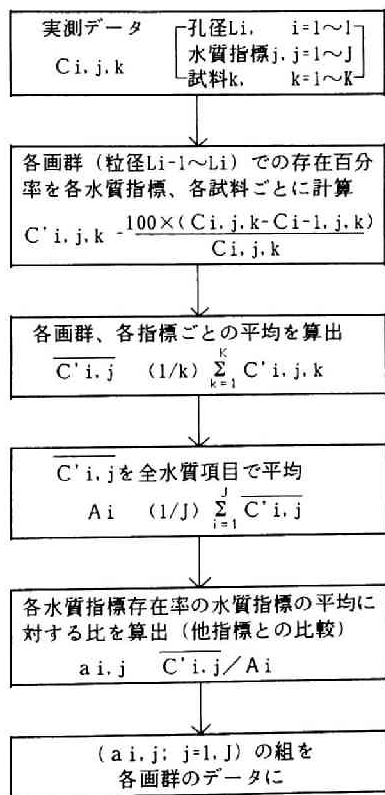 実測データ
Ci,j,k
孔径Li, i=1〜I
水質指標j, j=1〜J
試料k, k=1〜K
各画群（粒径Li-1〜Li）での存在百分
率を各水質指標、各試料ごとに計算
C'i,j,k - 100×(Ci,j,k-Ci-1,j,k) / Ci,j,k
各画群、各指標ごとの平均を算出
C'i,j (1/k) K Σ k=1 C'i,j,k
C'i,jを全水質項目で平均
Ai (1/J) J Σ i=1 C'i,j
各水質指標存在率の水質指標の平均に
対する比を算出（他指標との比較）
ai,j C'i,j／Ai
(ai,j; j=1,J) の組を
各画群のデータに